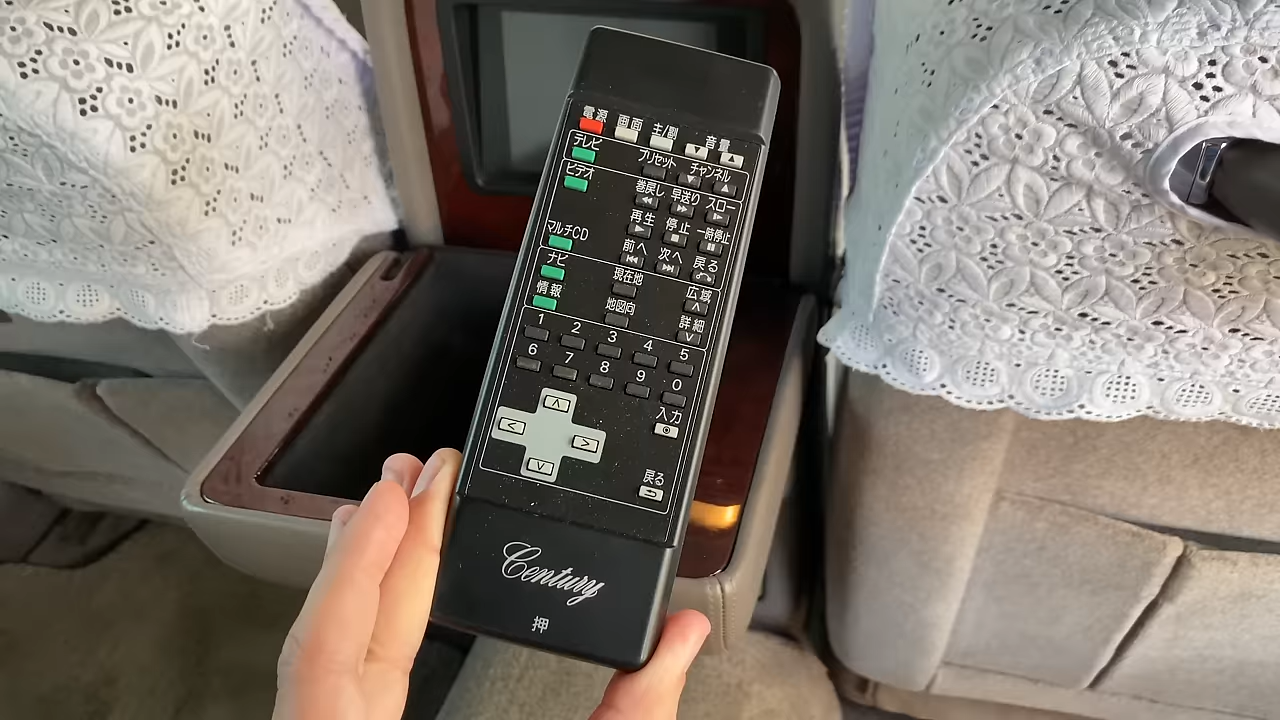 電源 画面 主/副 音量
テレビ プリセット チャンネル
ビデオ 巻戻し 早送り スロー
再生 停止 一時停止
マルチCD 前へ 次へ 戻る
ナビ 現在地 広域
情報 地図向 詳細
1 2 3 4 5
6 7 8 9 0
入力
戻る
Century
押